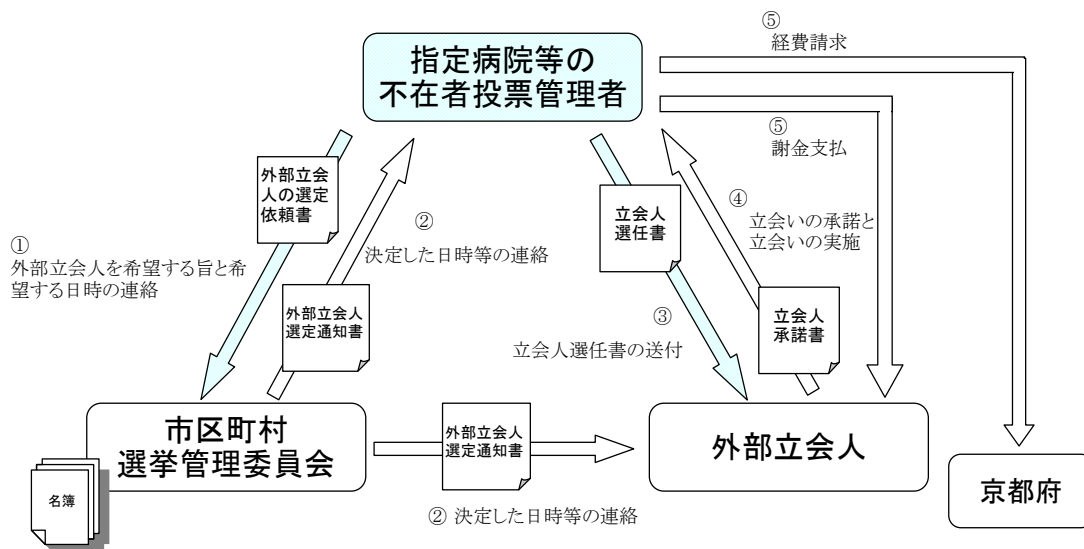 ⑤
経費請求
指定病院等の
不在者投票管理者
⑤
謝金支払
外部立会
人の選定
依頼書
②
決定した日時等の連絡
立会人
選任書
④
立会いの承諾と
立会いの実施
①
外部立会人を希望する旨と希
望する日時の連絡
外部立会人
選定通知書
③
立会人選任書の送付
立会人
承諾書
市区町村
選挙管理委員会
名簿
外部立会人
選定通知書
② 決定した日時等の連絡
外部立会人
京都府